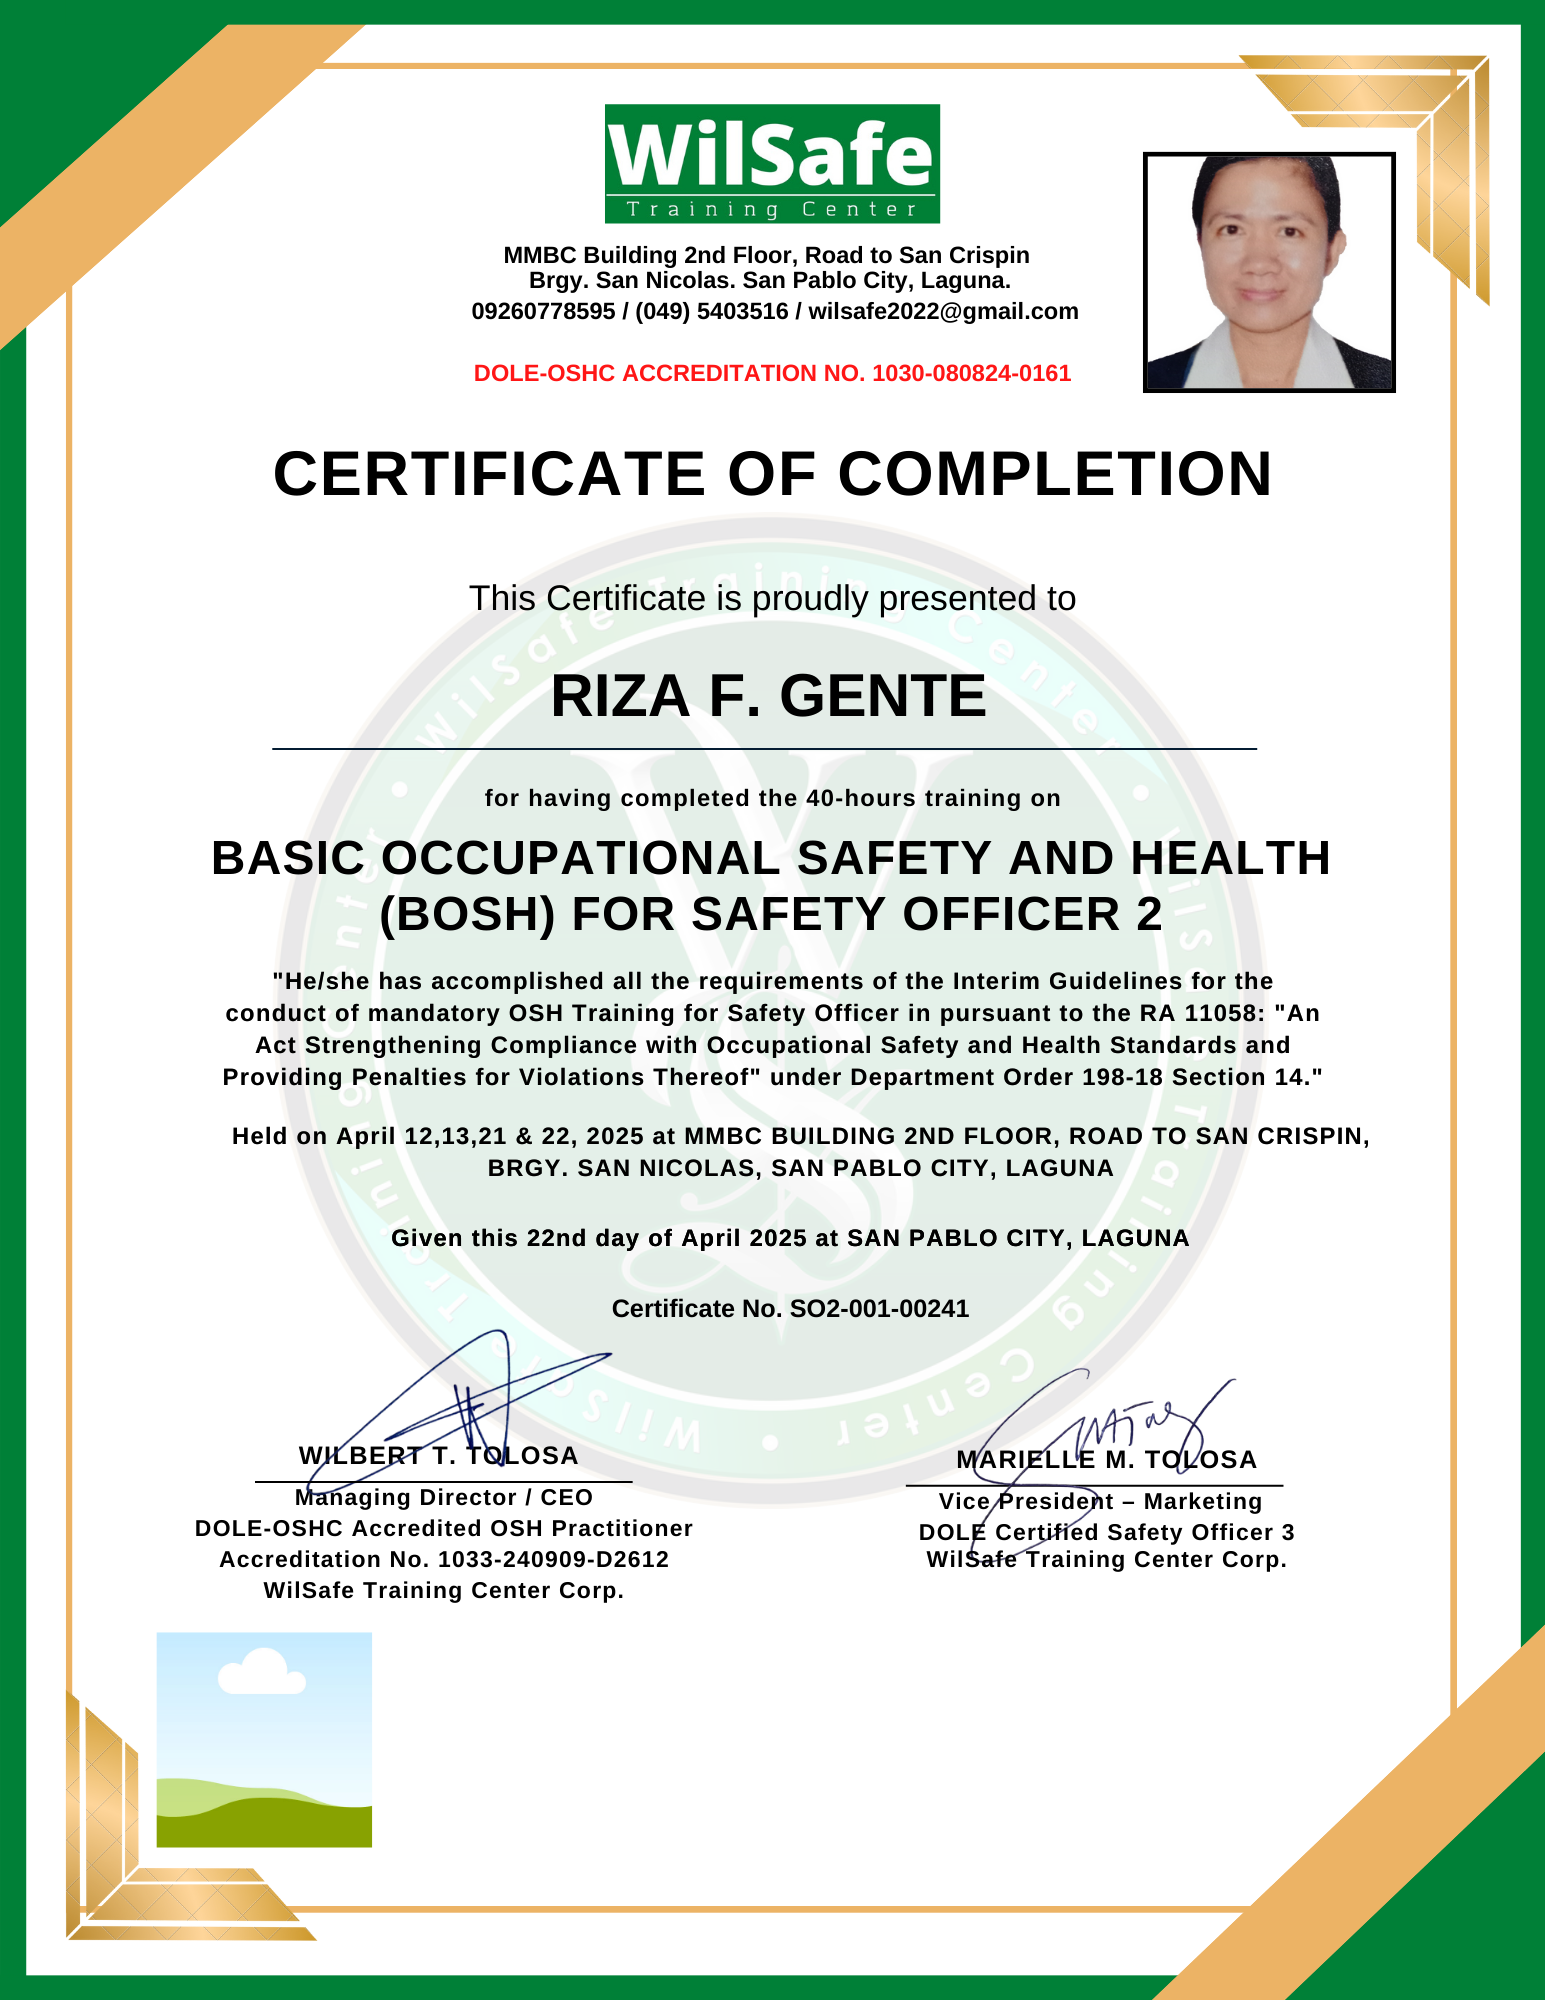 WilSafe
Training Center
MMBC Building 2nd Floor, Road to San Crispin
Brgy. San Nicolas. San Pablo City, Laguna.
09260778595 / (049) 5403516 / wilsafe2022@gmail.com
DOLE-OSHC ACCREDITATION NO. 1030-080824-0161
CERTIFICATE OF COMPLETION
This Certificate is proudly presented to
RIZA F. GENTE
for having completed the 40-hours training on
BASIC OCCUPATIONAL SAFETY AND HEALTH
(BOSH) FOR SAFETY OFFICER 2
"He/she has accomplished all the requirements of the Interim Guidelines for the
conduct of mandatory OSH Training for Safety Officer in pursuant to the RA 11058: "An
Act Strengthening Compliance with Occupational Safety and Health Standards and
Providing Penalties for Violations Thereof" under Department Order 198-18 Section 14."
Held on April 12,13,21 & 22, 2025 at MMBC BUILDING 2ND FLOOR, ROAD TO SAN CRISPIN,
BRGY. SAN NICOLAS, SAN PABLO CITY, LAGUNA
Given this 22nd day of April 2025 at SAN PABLO CITY, LAGUNA
Certificate No. SO2-001-00241
WILBERT T. TOLOSA
Managing Director / CEO
DOLE-OSHC Accredited OSH Practitioner
Accreditation No. 1033-240909-D2612
WilSafe Training Center Corp.
MARIELLE M. TOLOSA
Vice President – Marketing
DOLE Certified Safety Officer 3
WilSafe Training Center Corp.
WilSafe Training Center • WilSafe Training Center • WilSafe Training Center •